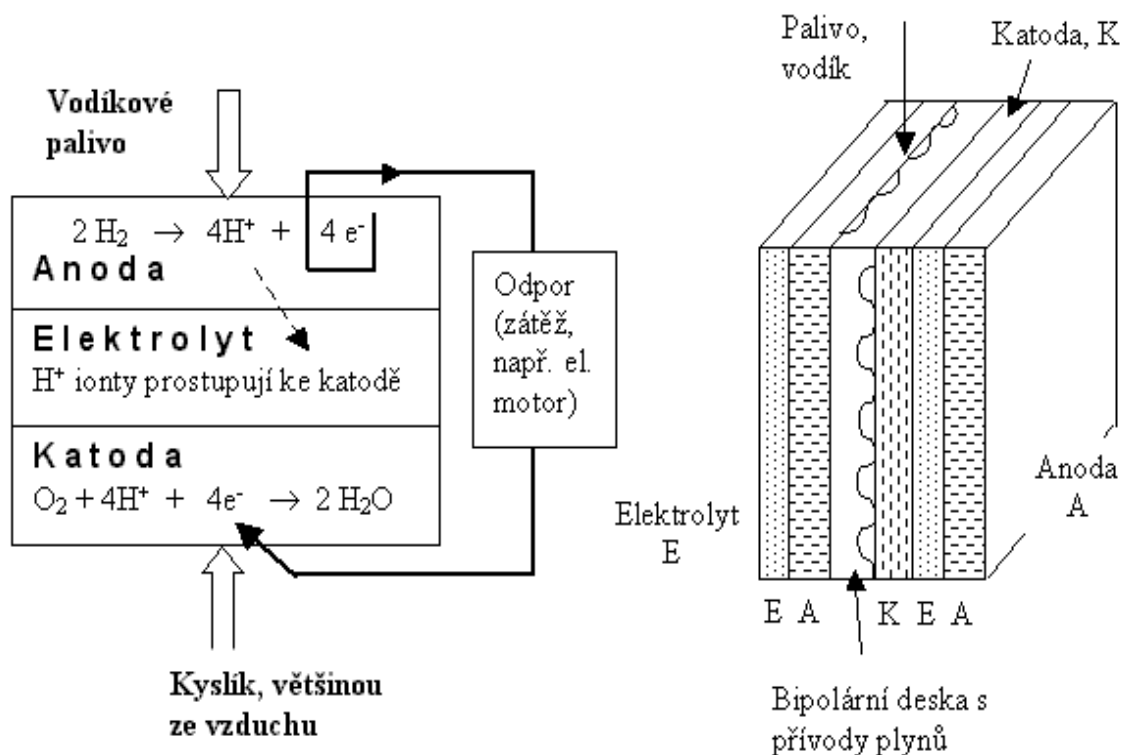 Vodíkové
palivo
2 H₂ → 4H⁺ + 4 e⁻
Anoda
Elektrolyt
H⁺ ionty prostupují ke katodě
Katoda
O₂ + 4H⁺ + 4e⁻ → 2 H₂O
Kyslík, většinou
ze vzduchu
Odpor
(zátěž,
např. el.
motor)
Palivo,
vodík
Katoda, K
Elektrolyt
E
Anoda
A
E A K E A
Bipolární deska s
přívody plynů